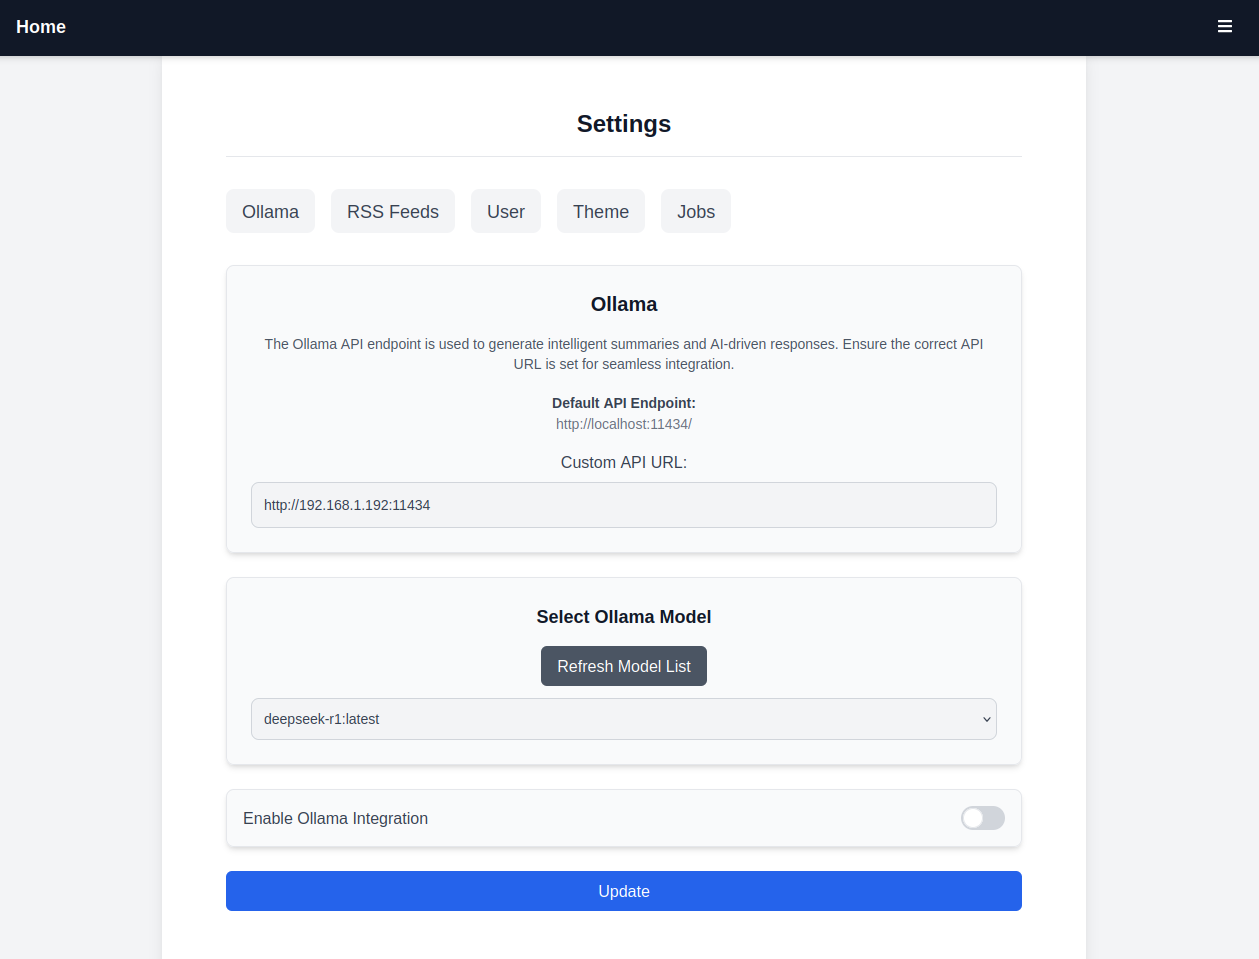 Home
Settings
Ollama
RSS Feeds
User
Theme
Jobs
Ollama
The Ollama API endpoint is used to generate intelligent summaries and AI-driven responses. Ensure the correct API
URL is set for seamless integration.
Default API Endpoint:
http://localhost:11434/
Custom API URL:
http://192.168.1.192:11434
Select Ollama Model
Refresh Model List
deepseek-r1:latest
Enable Ollama Integration
Update